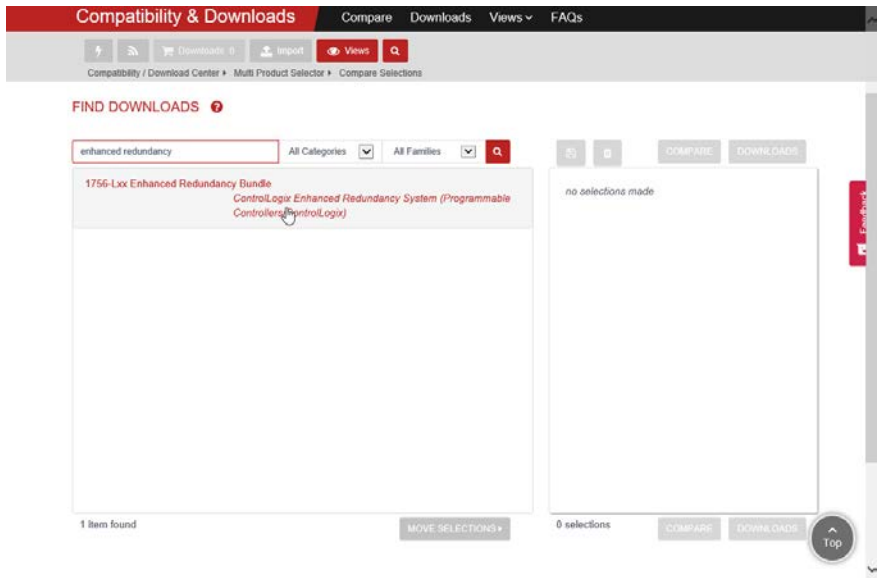 Compatibility & Downloads Compare Downloads Views FAQs
Downloads 0 Import Views
Compatibility / Download Center Multi Product Selector Compare Selections
FIND DOWNLOADS ?
enhanced redundancy All Categories All Families
COMPARE DOWNLOADS
1756-Lxx Enhanced Redundancy Bundle
ControlLogix Enhanced Redundancy System (Programmable
Controllers/ControlLogix)
no selections made
Feedback
1 item found MOVE SELECTIONS
0 selections COMPARE DOWNLOADS
Top